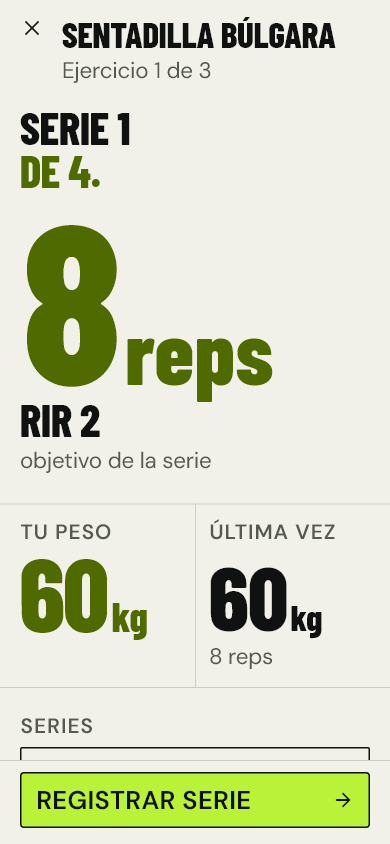 SENTADILLA BÚLGARA
Ejercicio 1 de 3
SERIE 1
DE 4.
8 reps
RIR 2
objetivo de la serie
TU PESO
60 kg
ÚLTIMA VEZ
60 kg
8 reps
SERIES
REGISTRAR SERIE